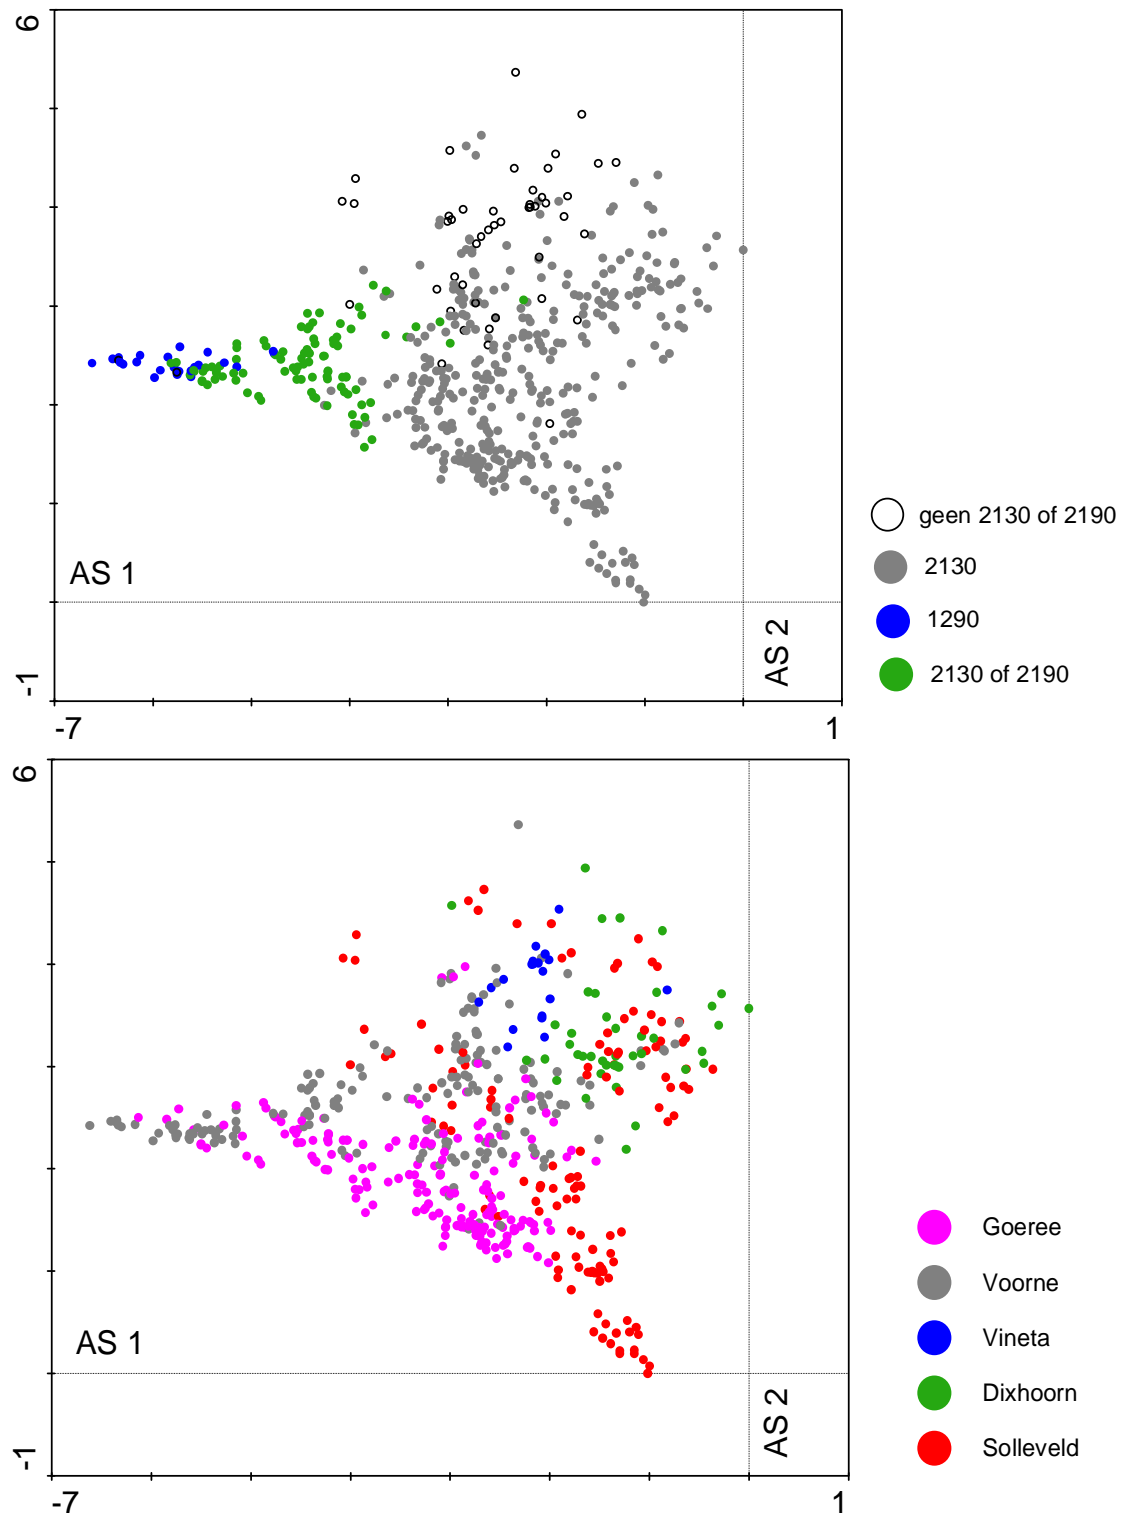 6
AS 1
AS 2
-1
-7
1
geen 2130 of 2190
2130
1290
2130 of 2190
6
AS 1
AS 2
-1
-7
1
Goeree
Voorne
Vineta
Dixhoorn
Solleveld